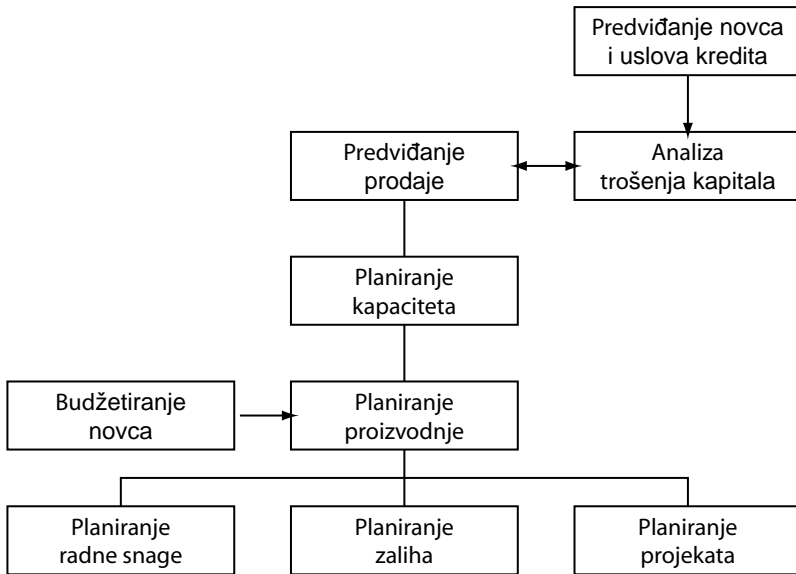 Predviđanje novca
i uslova kredita
Predviđanje
prodaje
Analiza
trošenja kapitala
Planiranje
kapaciteta
Budžetiranje
novca
Planiranje
proizvodnje
Planiranje
radne snage
Planiranje
zaliha
Planiranje
projekata